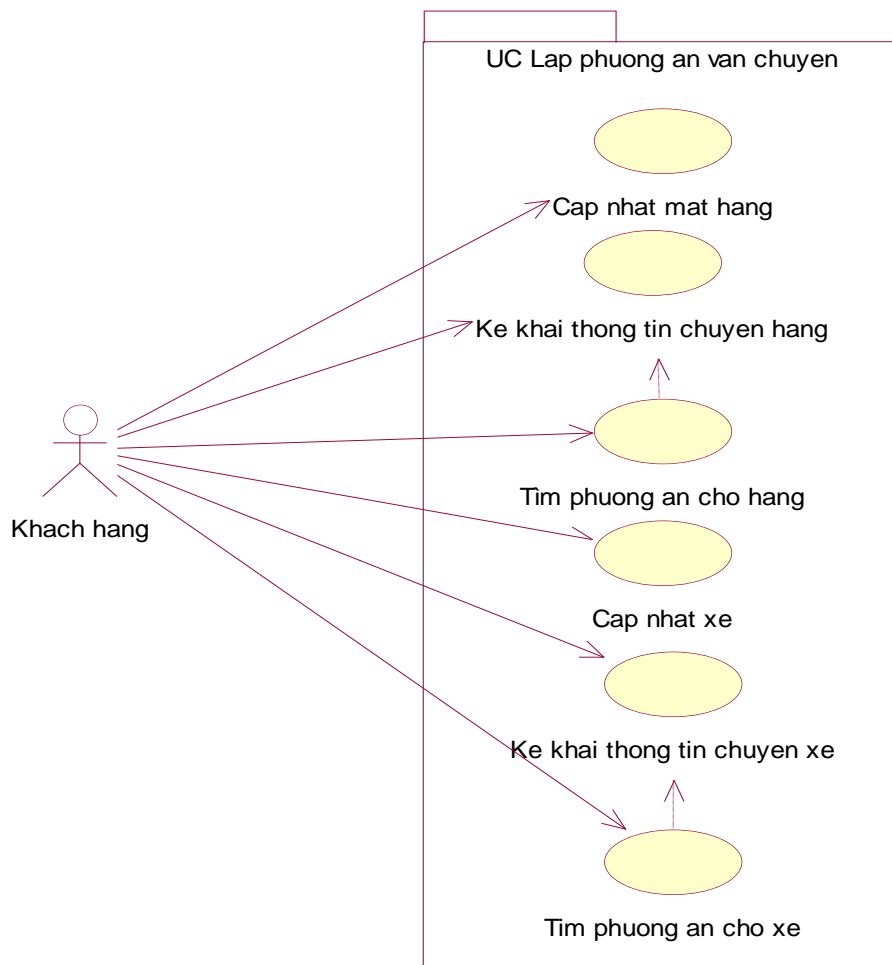 UC Lap phuong an van chuyen
Cap nhat mat hang
Ke khai thong tin chuyen hang
Khach hang
Tim phuong an cho hang
Cap nhat xe
Ke khai thong tin chuyen xe
Tim phuong an cho xe